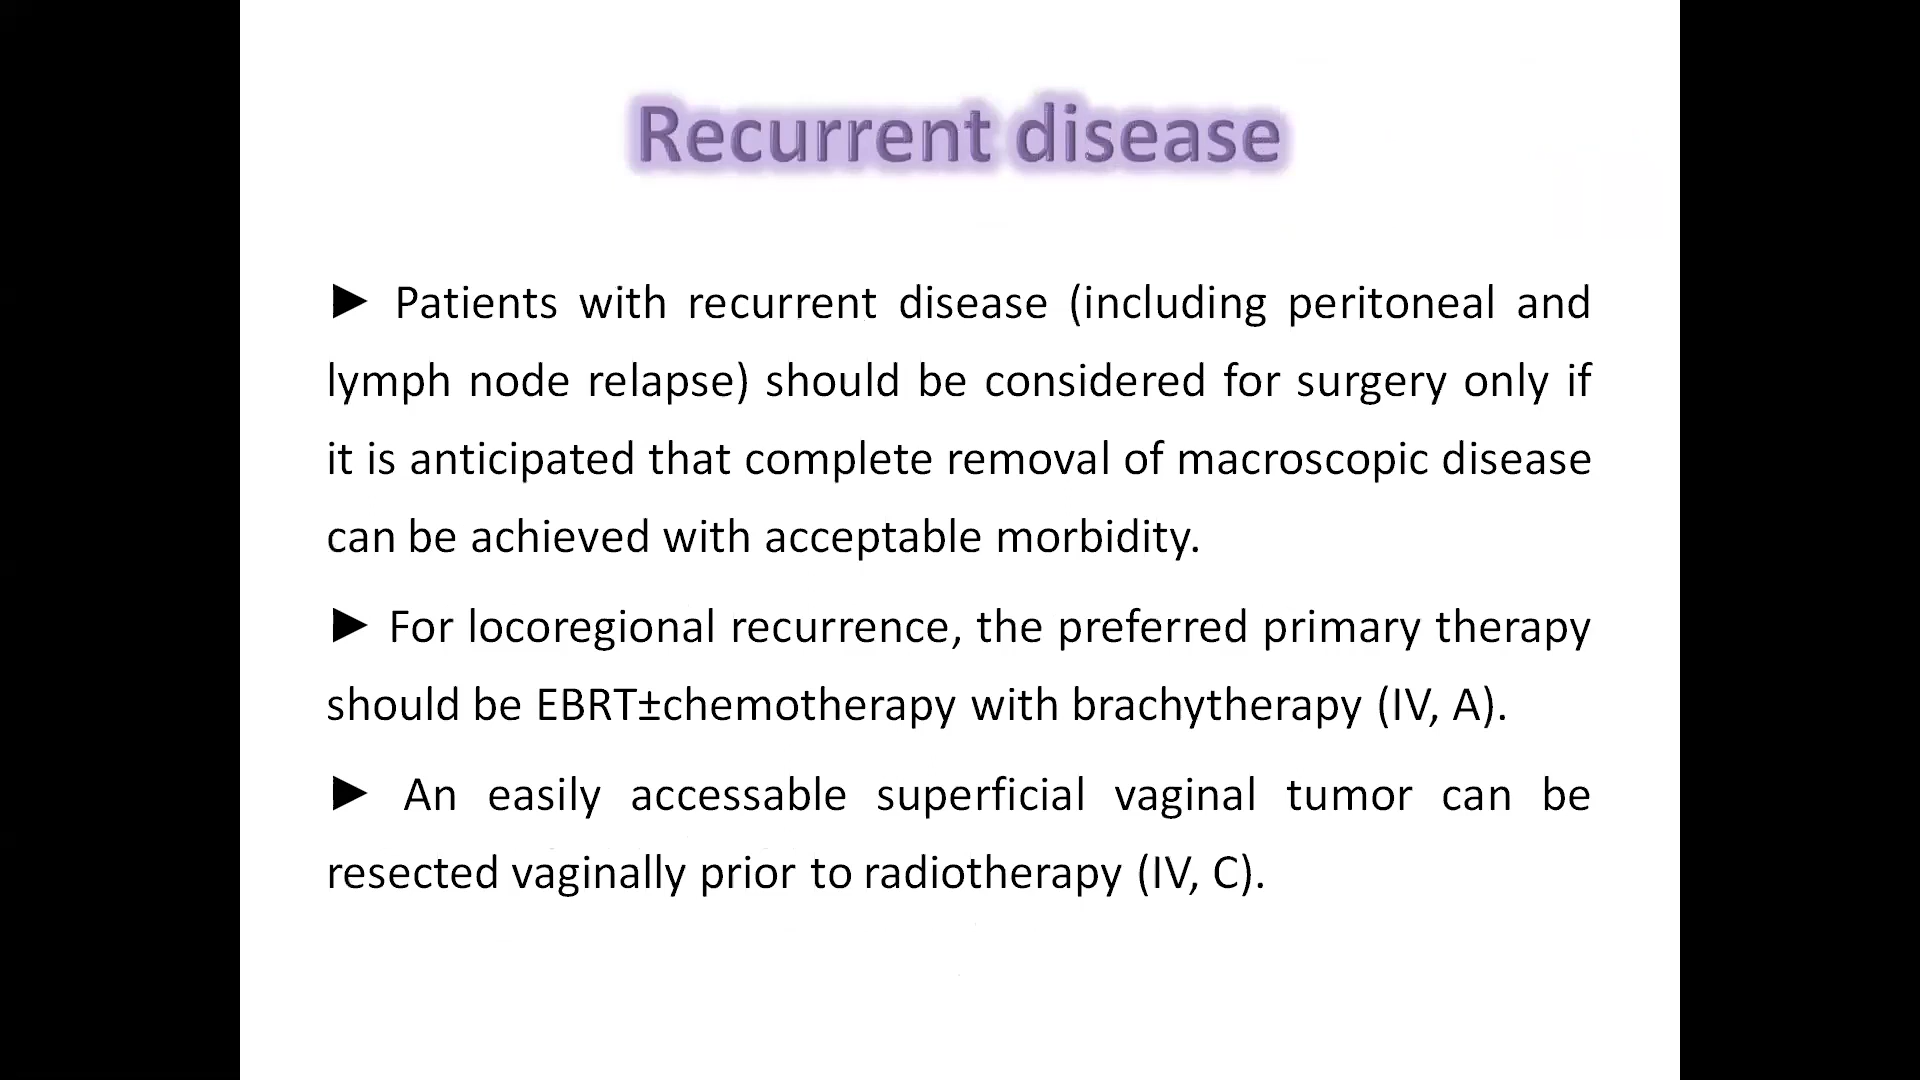 Recurrent disease
► Patients with recurrent disease (including peritoneal and
lymph node relapse) should be considered for surgery only if
it is anticipated that complete removal of macroscopic disease
can be achieved with acceptable morbidity.
► For locoregional recurrence, the preferred primary therapy
should be EBRT±chemotherapy with brachytherapy (IV, A).
► An easily accessable superficial vaginal tumor can be
resected vaginally prior to radiotherapy (IV, C).